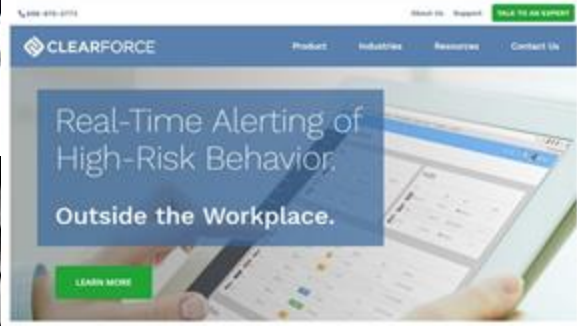 About Us Support TALK TO AN EXPERT
CLEARFORCE
Product Industries Resources Contact Us
Real-Time Alerting of
High-Risk Behavior.
Outside the Workplace.
LEARN MORE